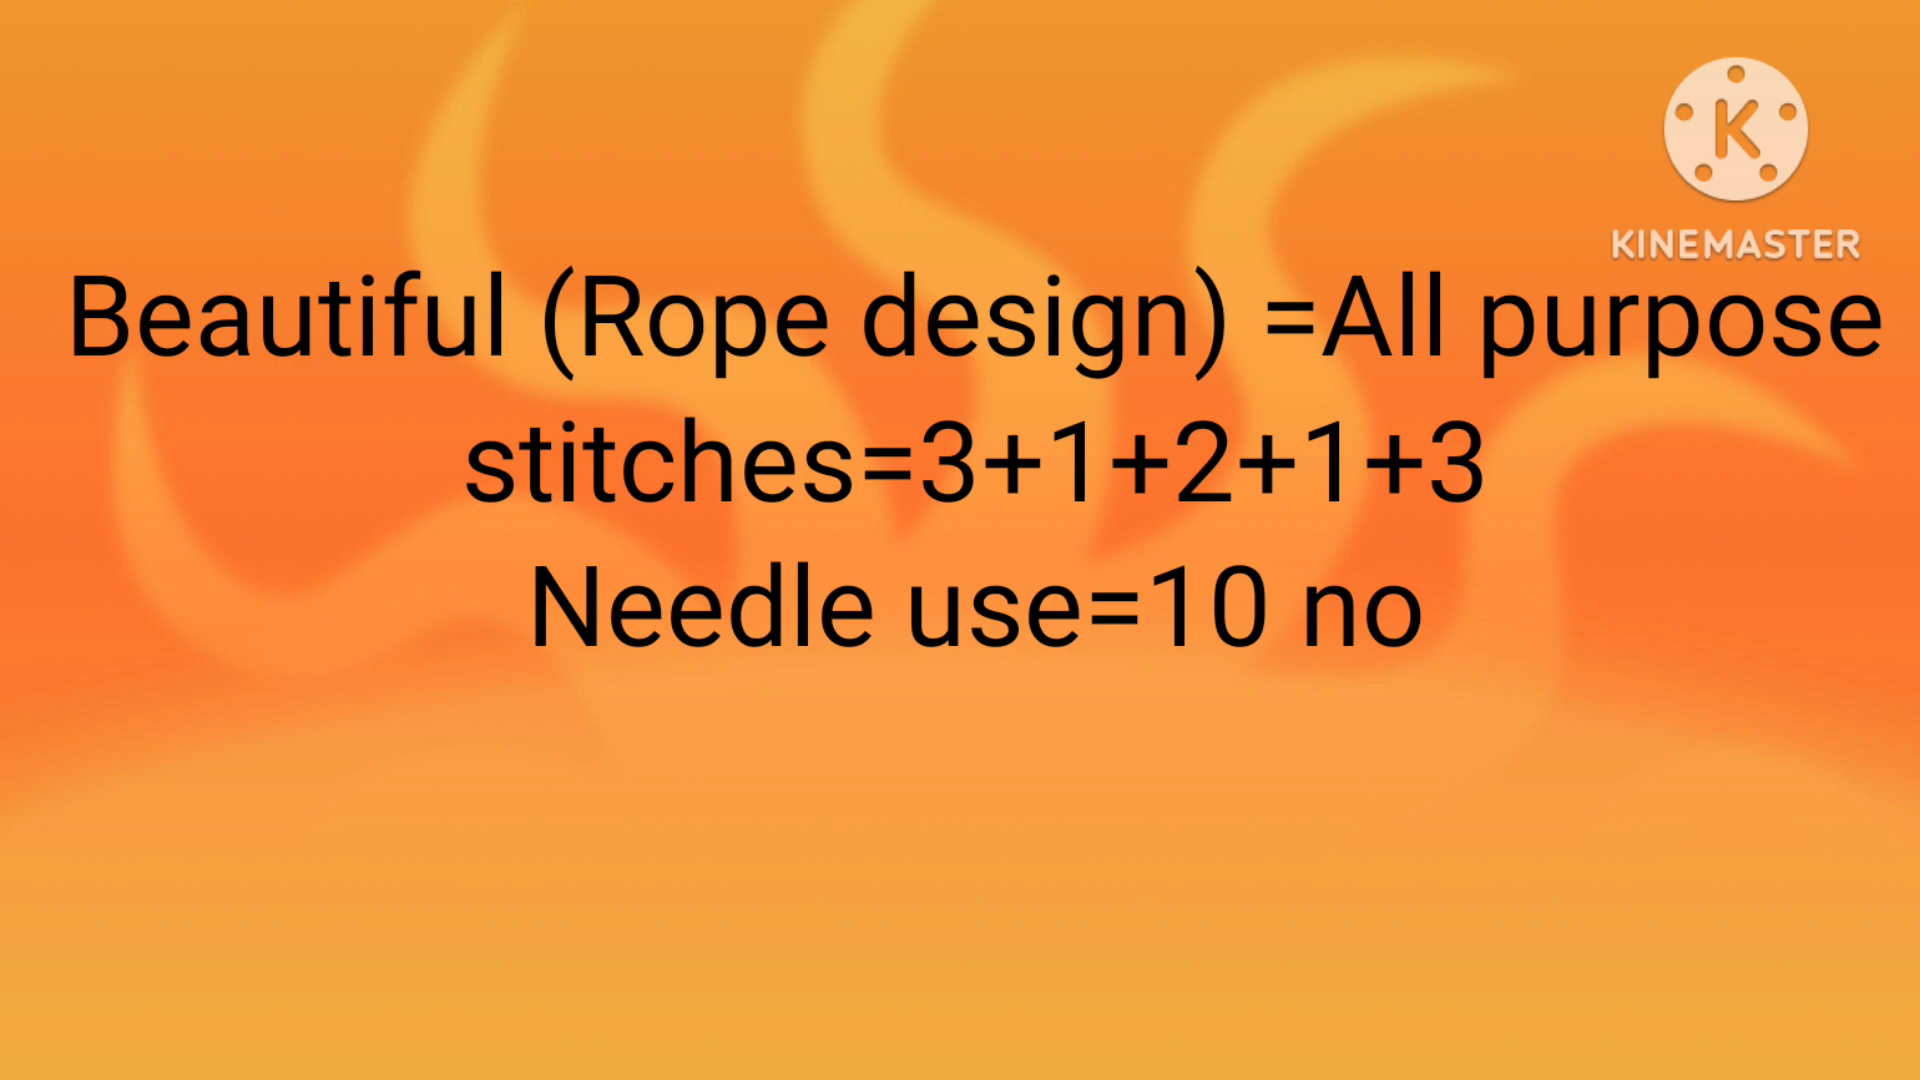 K
KINEMASTER
Beautiful (Rope design) =All purpose
stitches=3+1+2+1+3
Needle use=10 no